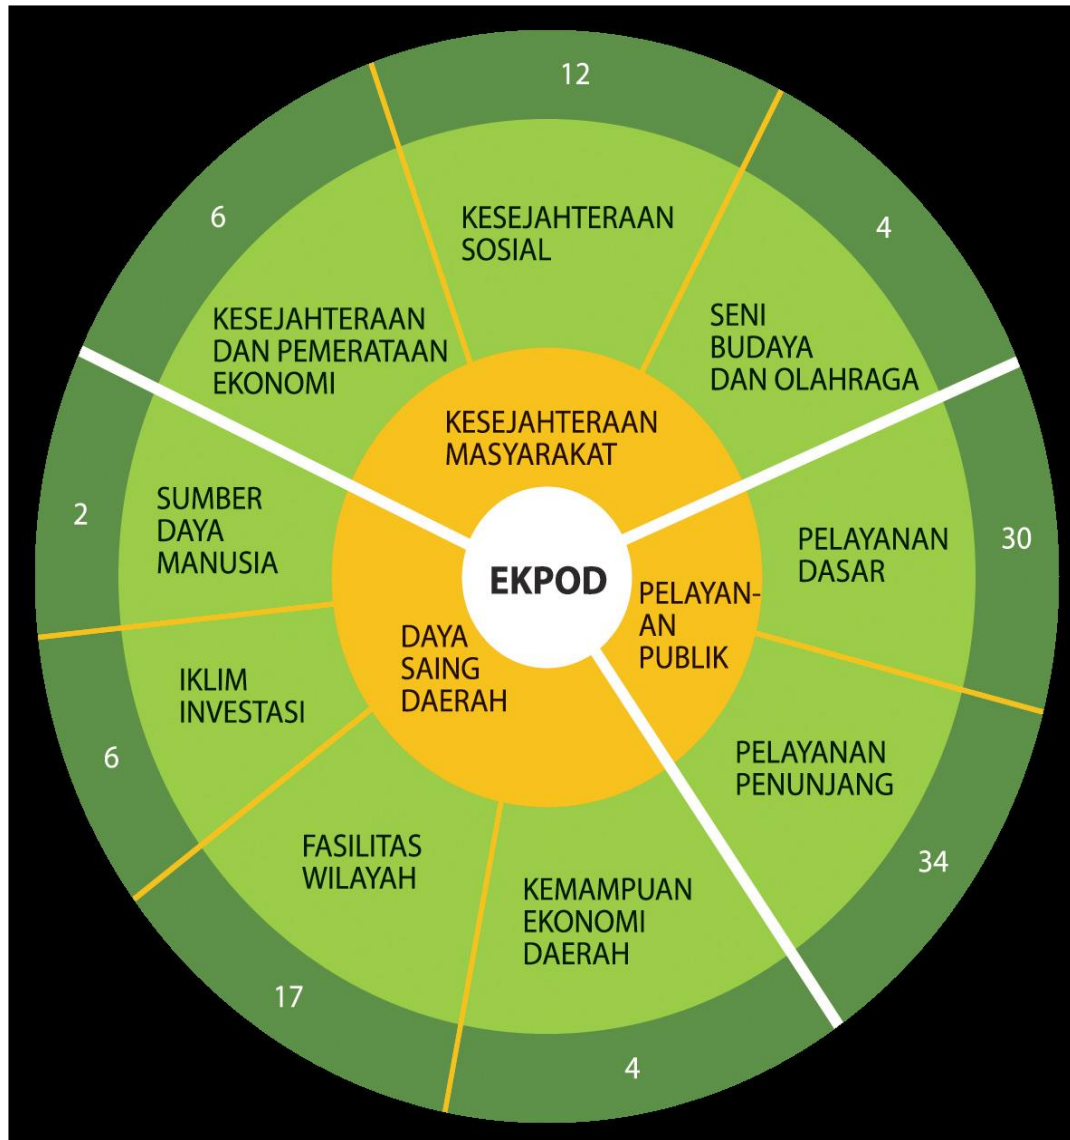 12
6
4
KESEJAHTERAAN
SOSIAL
KESEJAHTERAAN
DAN PEMERATAAN
EKONOMI
SENI
BUDAYA
DAN OLAHRAGA
KESEJAHTERAAN
MASYARAKAT
2
SUMBER
DAYA
MANUSIA
EKPOD
PELAYANAN
DASAR
30
PELAYAN-
AN
PUBLIK
DAYA
SAING
DAERAH
IKLIM
INVESTASI
6
PELAYANAN
PENUNJANG
34
FASILITAS
WILAYAH
KEMAMPUAN
EKONOMI
DAERAH
17
4